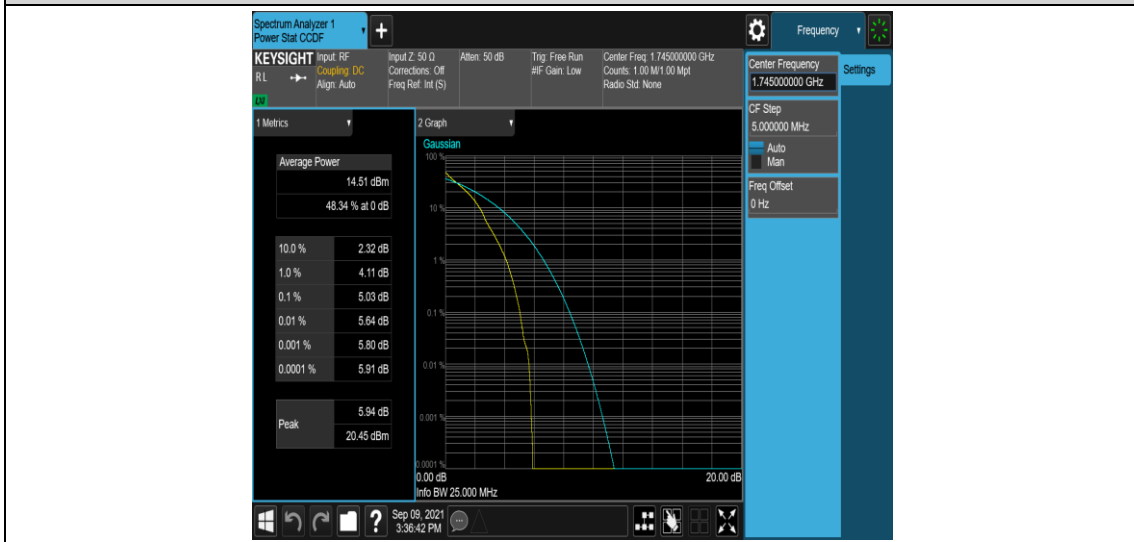 Spectrum Analyzer 1
Power Stat CCDF
+
Frequency
KEYSIGHT
RL
LXI
Input: RF
Coupling: DC
Align: Auto
Input Z: 50 Ω
Corrections: Off
Freq Ref: Int (S)
Atten: 50 dB
Trig: Free Run
#IF Gain: Low
Center Freq: 1.745000000 GHz
Counts: 1.00 M/1.00 Mpt
Radio Std: None
Center Frequency
1.745000000 GHz
Settings
CF Step
5.000000 MHz
Auto
Man
Freq Offset
0 Hz
1 Metrics
Average Power
14.51 dBm
48.34 % at 0 dB
10.0 % 2.32 dB
1.0 % 4.11 dB
0.1 % 5.03 dB
0.01 % 5.64 dB
0.001 % 5.80 dB
0.0001 % 5.91 dB
Peak
5.94 dB
20.45 dBm
2 Graph
Gaussian
100 %
10 %
1 %
0.1 %
0.01 %
0.001 %
0.0001 %
0.00 dB 20.00 dB
Info BW 25.000 MHz
?
Sep 09, 2021
3:36:42 PM